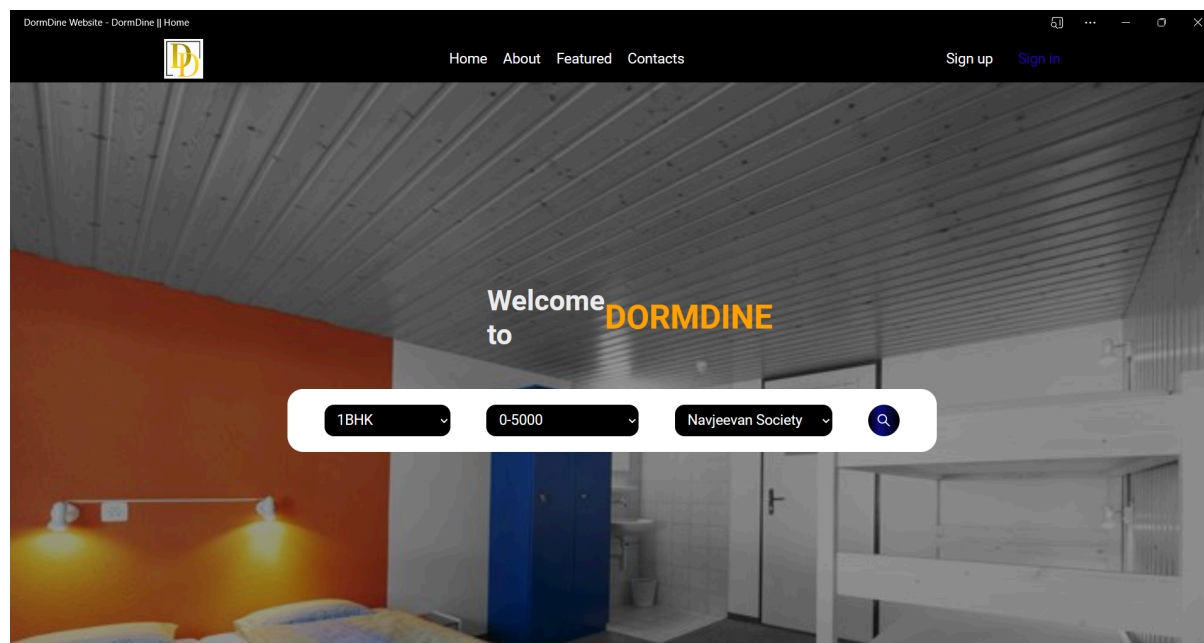 DormDine Website - DormDine || Home
DD
Home About Featured Contacts
Sign up Sign in
Welcome
to
DORMDINE
1BHK 0-5000 Navjeevan Society